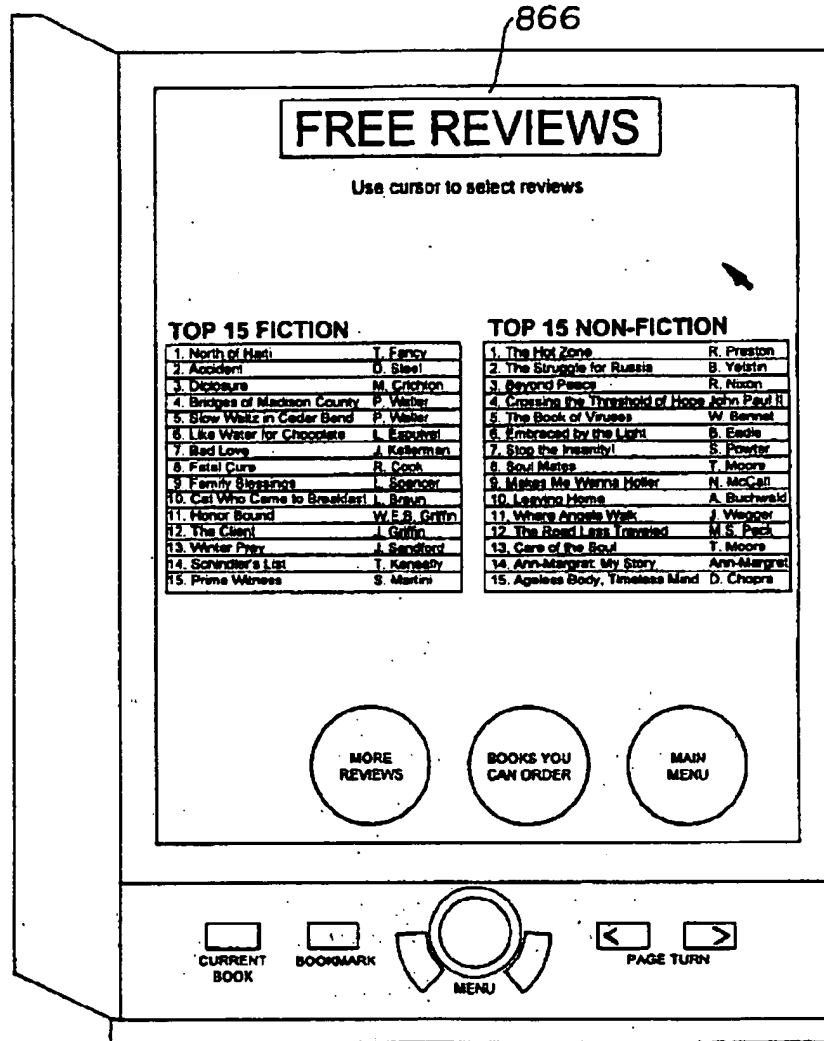 866
FREE REVIEWS
Use cursor to select reviews
TOP 15 FICTION
1. North of Haiti T. Fancy
2. Accident D. Steel
3. Diclosure M. Crichton
4. Bridges of Madison County P. Waller
5. Slow Waltz in Ceder Bend P. Waller
6. Like Water for Chocolate L. Esquivel
7. Bad Love J. Kellerman
8. Fatal Cure R. Cook
9. Family Blessings L. Spencer
10. Cat Who Came to Breakfast L. Braun
11. Honor Bound W.E.B. Griffin
12. The Client J. Griffin
13. Winter Prey J. Sandford
14. Schindler's List T. Keneally
15. Prime Witness S. Martini
TOP 15 NON-FICTION
1. The Hot Zone R. Preston
2. The Struggle for Russia B. Yelstin
3. Beyond Peace R. Nixon
4. Crossing the Threshold of Hope John Paul II
5. The Book of Viruses W. Bennet
6. Embraced by the Light B. Eadie
7. Stop the Insanity! S. Powter
8. Soul Mates T. Moore
9. Makes Me Wanna Holler N. McCall
10. Leaving Home A. Buchwald
11. Where Angels Walk J. Wagger
12. The Road Less Traveled M.S. Peck
13. Care of the Soul T. Moore
14. Ann-Margret: My Story Ann-Margret
15. Ageless Body, Timeless Mind D. Chopra
MORE
REVIEWS
BOOKS YOU
CAN ORDER
MAIN
MENU
CURRENT
BOOK
BOOKMARK
MENU
< >
PAGE TURN